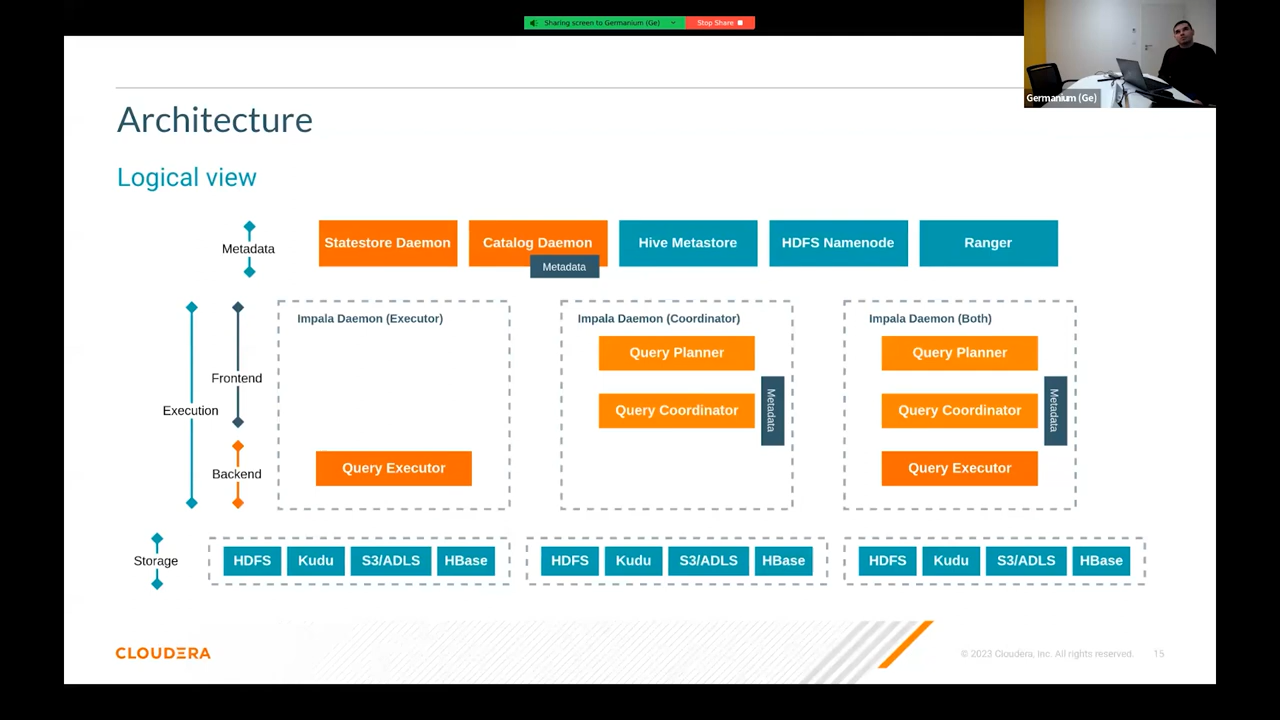 Sharing screen to Germanium (Ge)
Stop Share
Germanium (Ge)
Architecture
Logical view
Metadata
Statestore Daemon
Catalog Daemon
Hive Metastore
HDFS Namenode
Ranger
Metadata
Execution
Frontend
Backend
Impala Daemon (Executor)
Query Executor
Impala Daemon (Coordinator)
Query Planner
Query Coordinator
Metadata
Impala Daemon (Both)
Query Planner
Query Coordinator
Query Executor
Metadata
Storage
HDFS
Kudu
S3/ADLS
HBase
HDFS
Kudu
S3/ADLS
HBase
HDFS
Kudu
S3/ADLS
HBase
CLOUDERA
© 2023 Cloudera, Inc. All rights reserved.
15